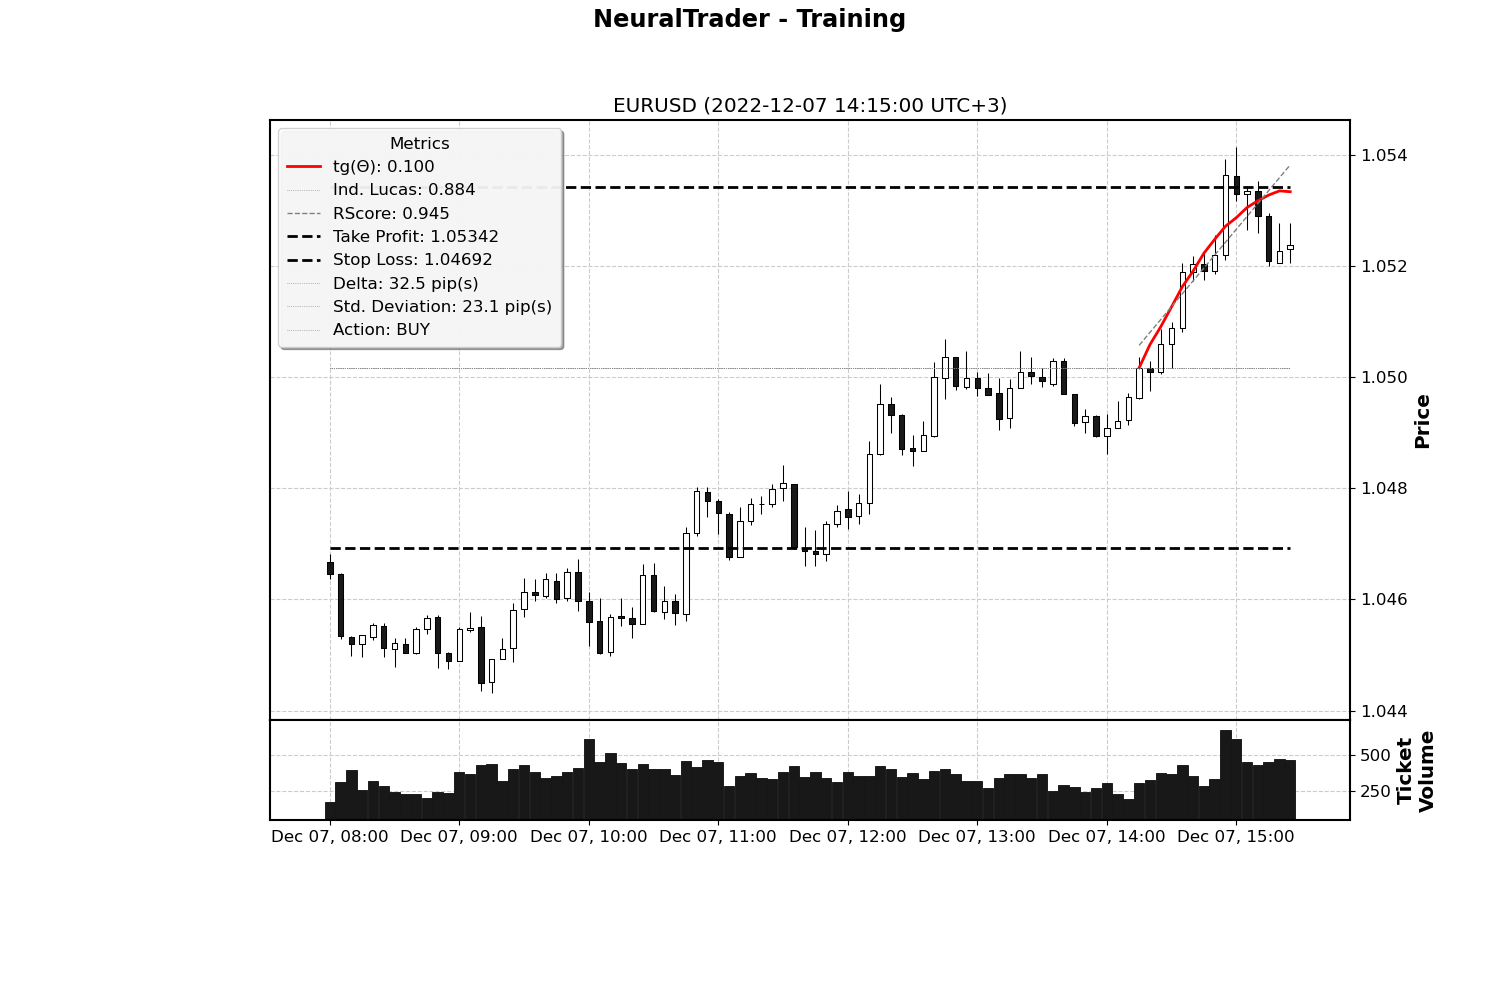 NeuralTrader - Training
EURUSD (2022-12-07 14:15:00 UTC+3)
Metrics
tg(Θ): 0.100
Ind. Lucas: 0.884
RScore: 0.945
Take Profit: 1.05342
Stop Loss: 1.04692
Delta: 32.5 pip(s)
Std. Deviation: 23.1 pip(s)
Action: BUY
1.054
1.052
1.050
1.048
1.046
1.044
Price
500
250
Ticket
Volume
Dec 07, 08:00
Dec 07, 09:00
Dec 07, 10:00
Dec 07, 11:00
Dec 07, 12:00
Dec 07, 13:00
Dec 07, 14:00
Dec 07, 15:00